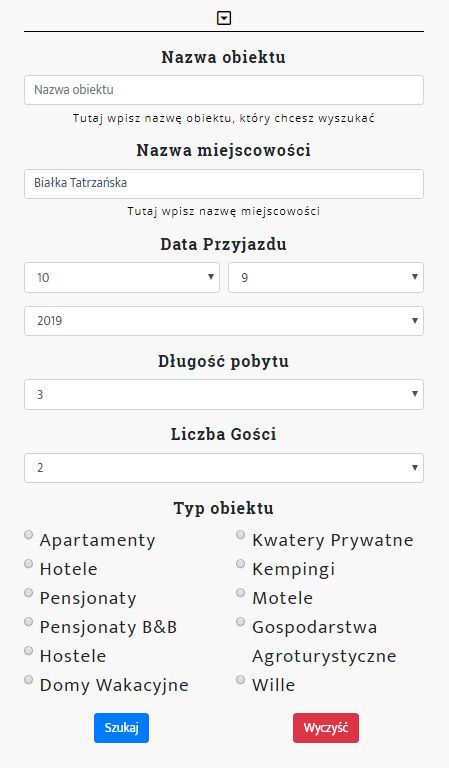 Nazwa obiektu
Nazwa obiektu
Tutaj wpisz nazwę obiektu, który chcesz wyszukać
Nazwa miejscowości
Białka Tatrzańska
Tutaj wpisz nazwę miejscowości
Data Przyjazdu
10 9
2019
Długość pobytu
3
Liczba Gości
2
Typ obiektu
Apartamenty Kwatery Prywatne
Hotele Kempingi
Pensjonaty Motele
Pensjonaty B&B Gospodarstwa
Hostele Agroturystyczne
Domy Wakacyjne Wille
Szukaj Wyczyść